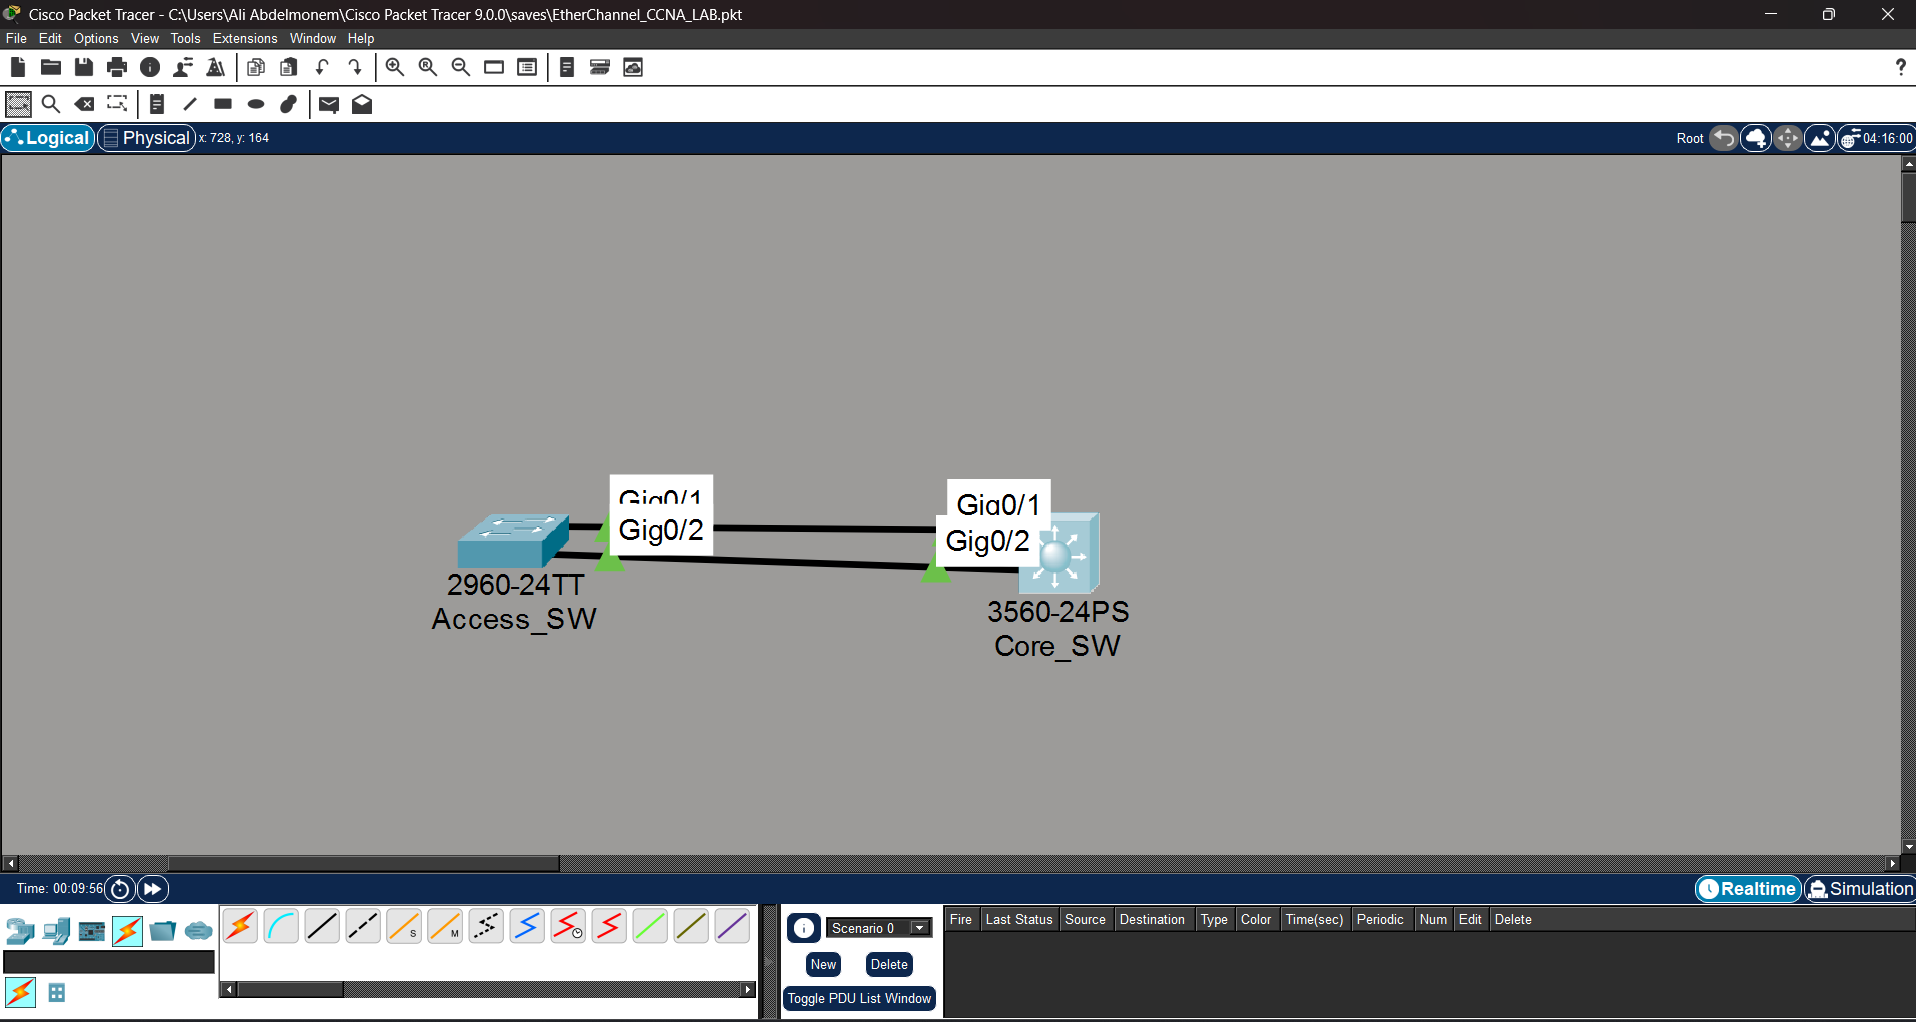 Cisco Packet Tracer - C:\Users\Ali Abdelmonem\Cisco Packet Tracer 9.0.0\saves\EtherChannel_CCNA_LAB.pkt
File Edit Options View Tools Extensions Window Help
Logical Physical x: 728, y: 164 Root 04:16:00
Gig0/1
Gig0/2
Gig0/1
Gig0/2
2960-24TT
Access_SW
3560-24PS
Core_SW
Time: 00:09:56 Realtime Simulation
S M
Scenario 0
New Delete
Toggle PDU List Window
Fire Last Status Source Destination Type Color Time(sec) Periodic Num Edit Delete